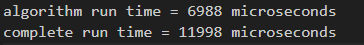 algorithm run time = 6988 microseconds
complete run time = 11998 microseconds